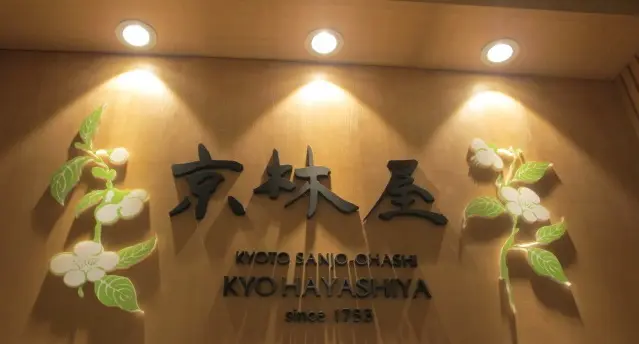 京林屋
KYOTO SANJO OHASHI
KYO HAYASHIYA
since 1753